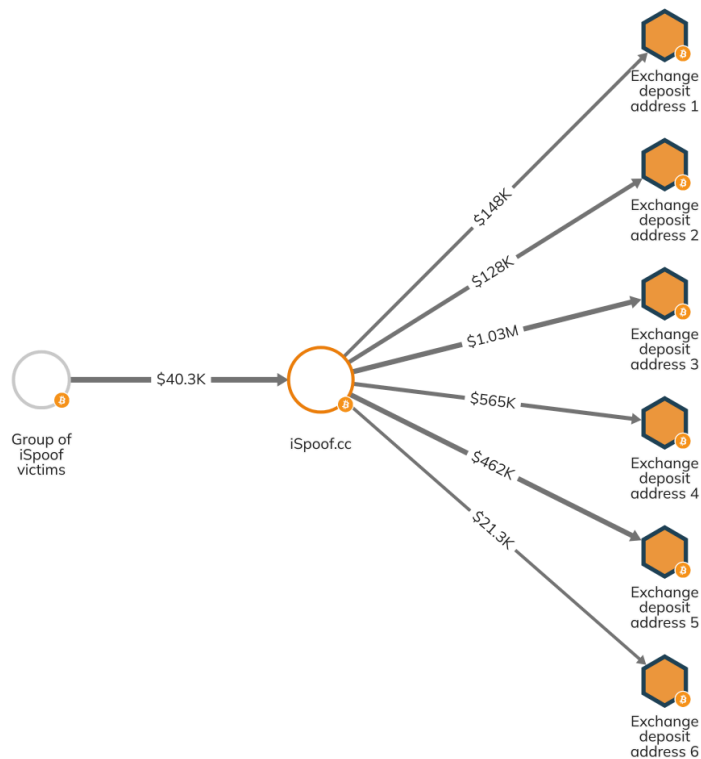 Exchange
deposit
address 1
$148K
Exchange
deposit
address 2
$128K
Exchange
deposit
address 3
$1.03M
$40.3K
Group of
iSpoof
victims
iSpoof.cc
$565K
Exchange
deposit
address 4
$462K
Exchange
deposit
address 5
$21.3K
Exchange
deposit
address 6